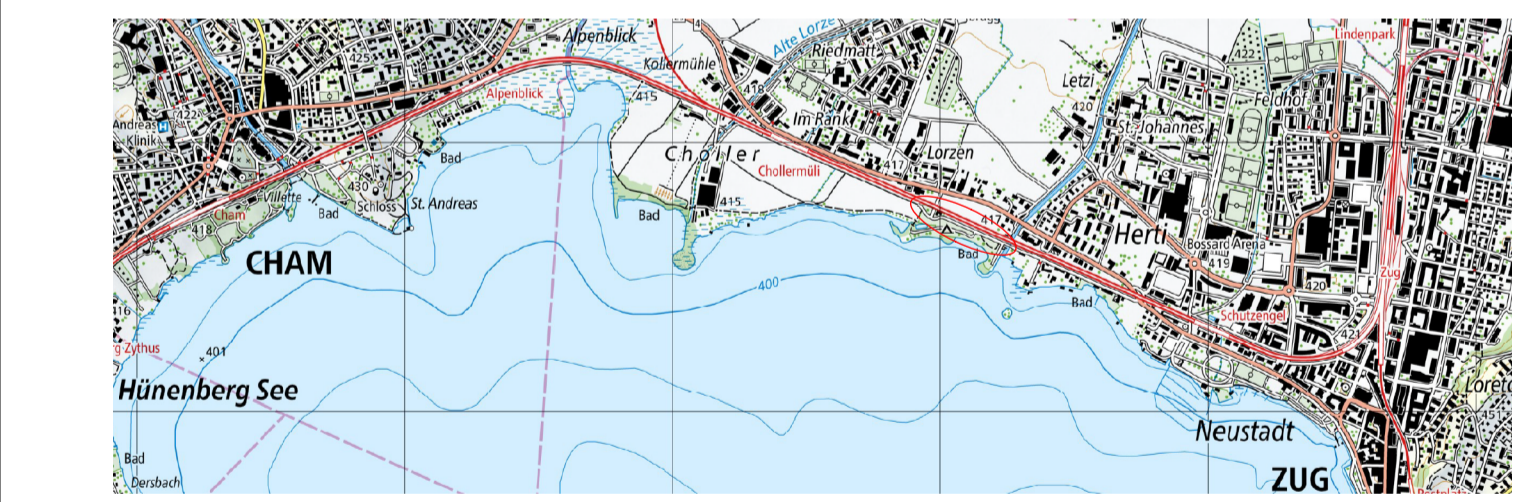 Alpenblick
4
Alte Lorze
Riedmatt
Lindenpark
425
Kollermühle
422
Letzi
Alpenblick
415
418
420
Feldhof
422
Andreas
Klinik
Im Rank
St. Johannes
Choller
417
Lorzen
Bad
Chollermüli
430
Villette
Schloss
St. Andreas
415
Bad
Cham
Bad
417
418
Herti
Bossard Arena
CHAM
Bad
419
Zug
400
420
Bad
416
Schutzengel
421
rg Zythus
401
Hünenberg See
Loreto
451
Neustadt
Bad
Dersbach
ZUG